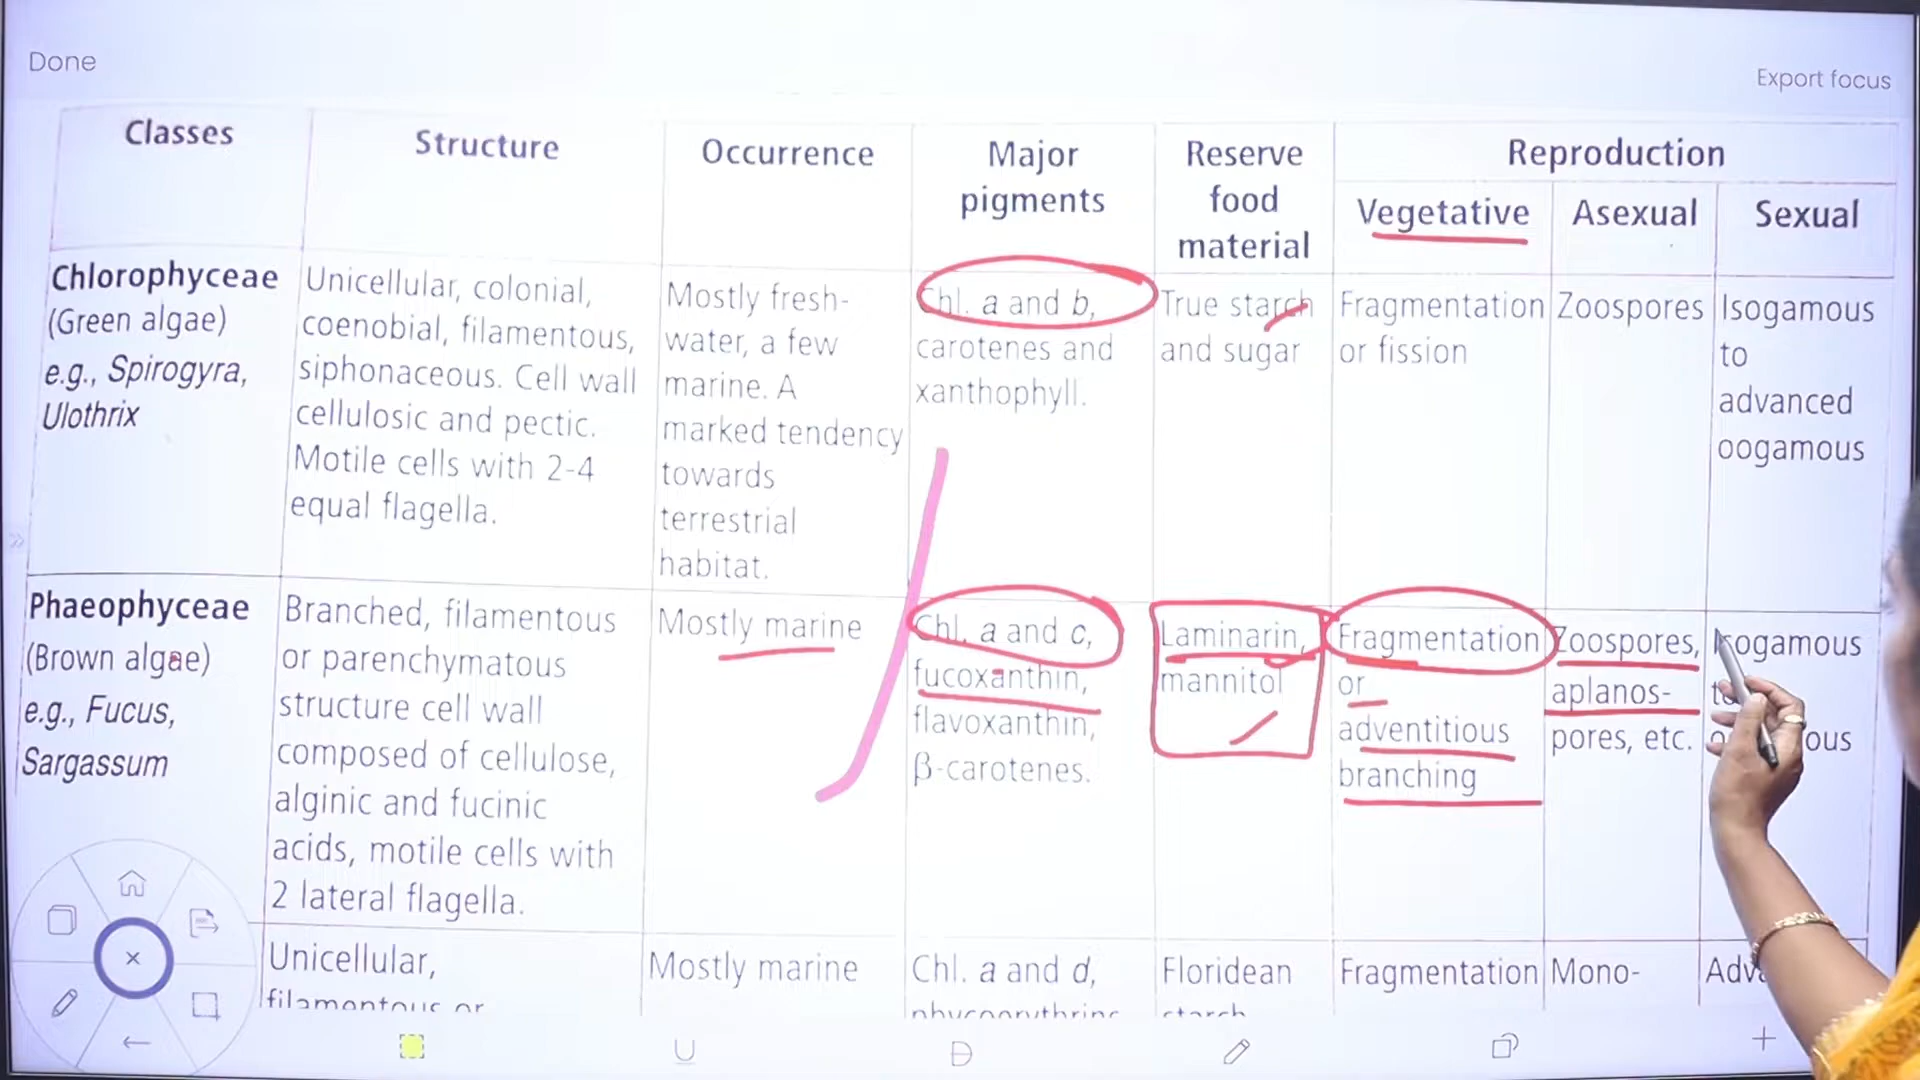 Done
Export focus
Classes
Structure
Occurrence
Major
pigments
Reserve
food
material
Reproduction
Vegetative
Asexual
Sexual
Chlorophyceae
(Green algae)
e.g., Spirogyra,
Ulothrix
Unicellular, colonial,
coenobial, filamentous,
siphonaceous. Cell wall
cellulosic and pectic.
Motile cells with 2-4
equal flagella.
Mostly fresh-
water, a few
marine. A
marked tendency
towards
terrestrial
habitat.
Chl. a and b,
carotenes and
xanthophyll.
True starch
and sugar
Fragmentation
or fission
Zoospores
Isogamous
to
advanced
oogamous
Phaeophyceae
(Brown algae)
e.g., Fucus,
Sargassum
Branched, filamentous
or parenchymatous
structure cell wall
composed of cellulose,
alginic and fucinic
acids, motile cells with
2 lateral flagella.
Mostly marine
Chl. a and c,
fucoxanthin,
flavoxanthin,
β-carotenes.
Laminarin,
mannitol
Fragmentation
or
adventitious
branching
Zoospores,
aplanos-
pores, etc.
Isogamous
Unicellular,
filamentous or
Mostly marine
Chl. a and d,
Floridean
starch
Fragmentation
Mono-